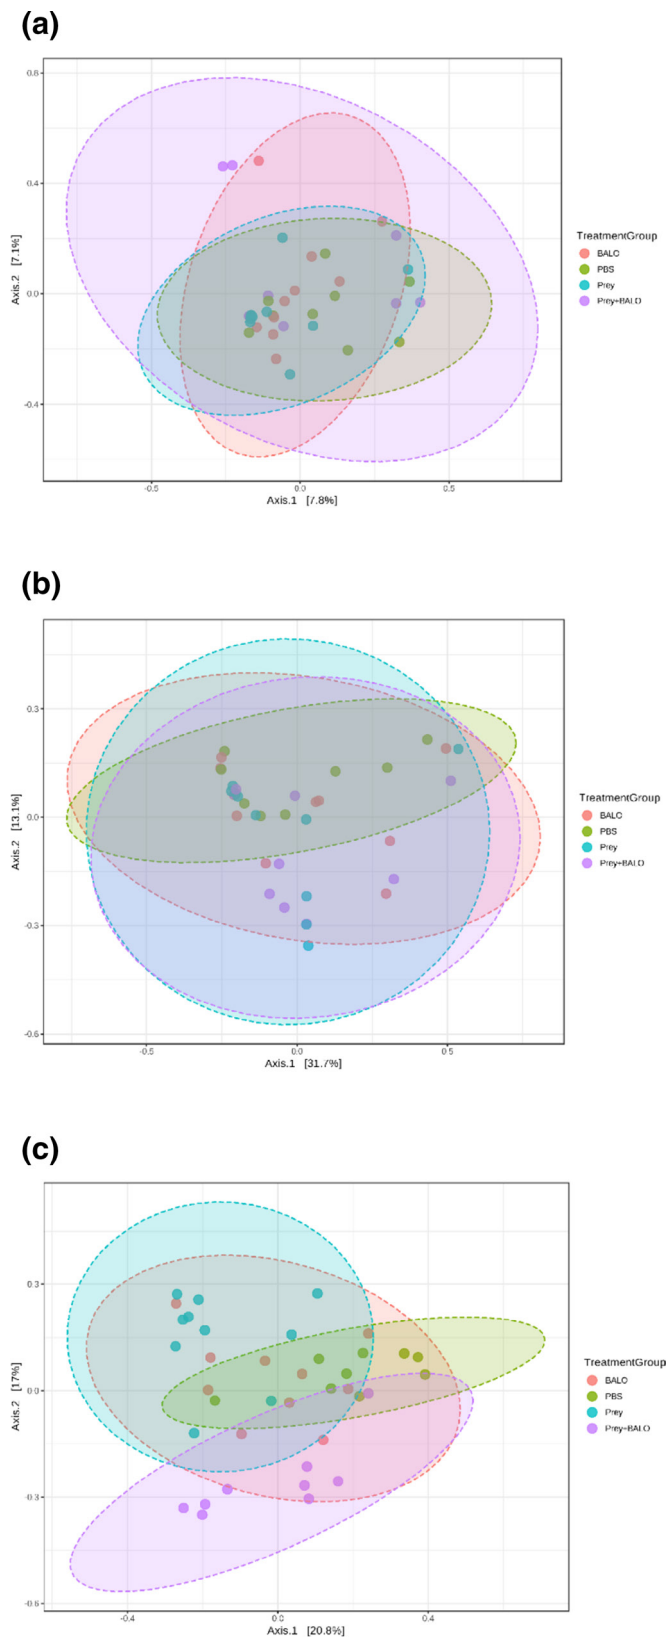 (a)
0.8
0.4
0.0
-0.4
Axis.2 [7.1%]
-0.5
0.0
0.5
Axis.1 [7.8%]
TreatmentGroup
BALO
PBS
Prey
Prey+BALO
(b)
0.3
0.0
-0.3
-0.6
Axis.2 [13.1%]
-0.5
0.0
0.5
Axis.1 [31.7%]
TreatmentGroup
BALO
PBS
Prey
Prey+BALO
(c)
0.3
0.0
-0.3
-0.6
Axis.2 [17%]
-0.4
0.0
0.4
Axis.1 [20.8%]
TreatmentGroup
BALO
PBS
Prey
Prey+BALO